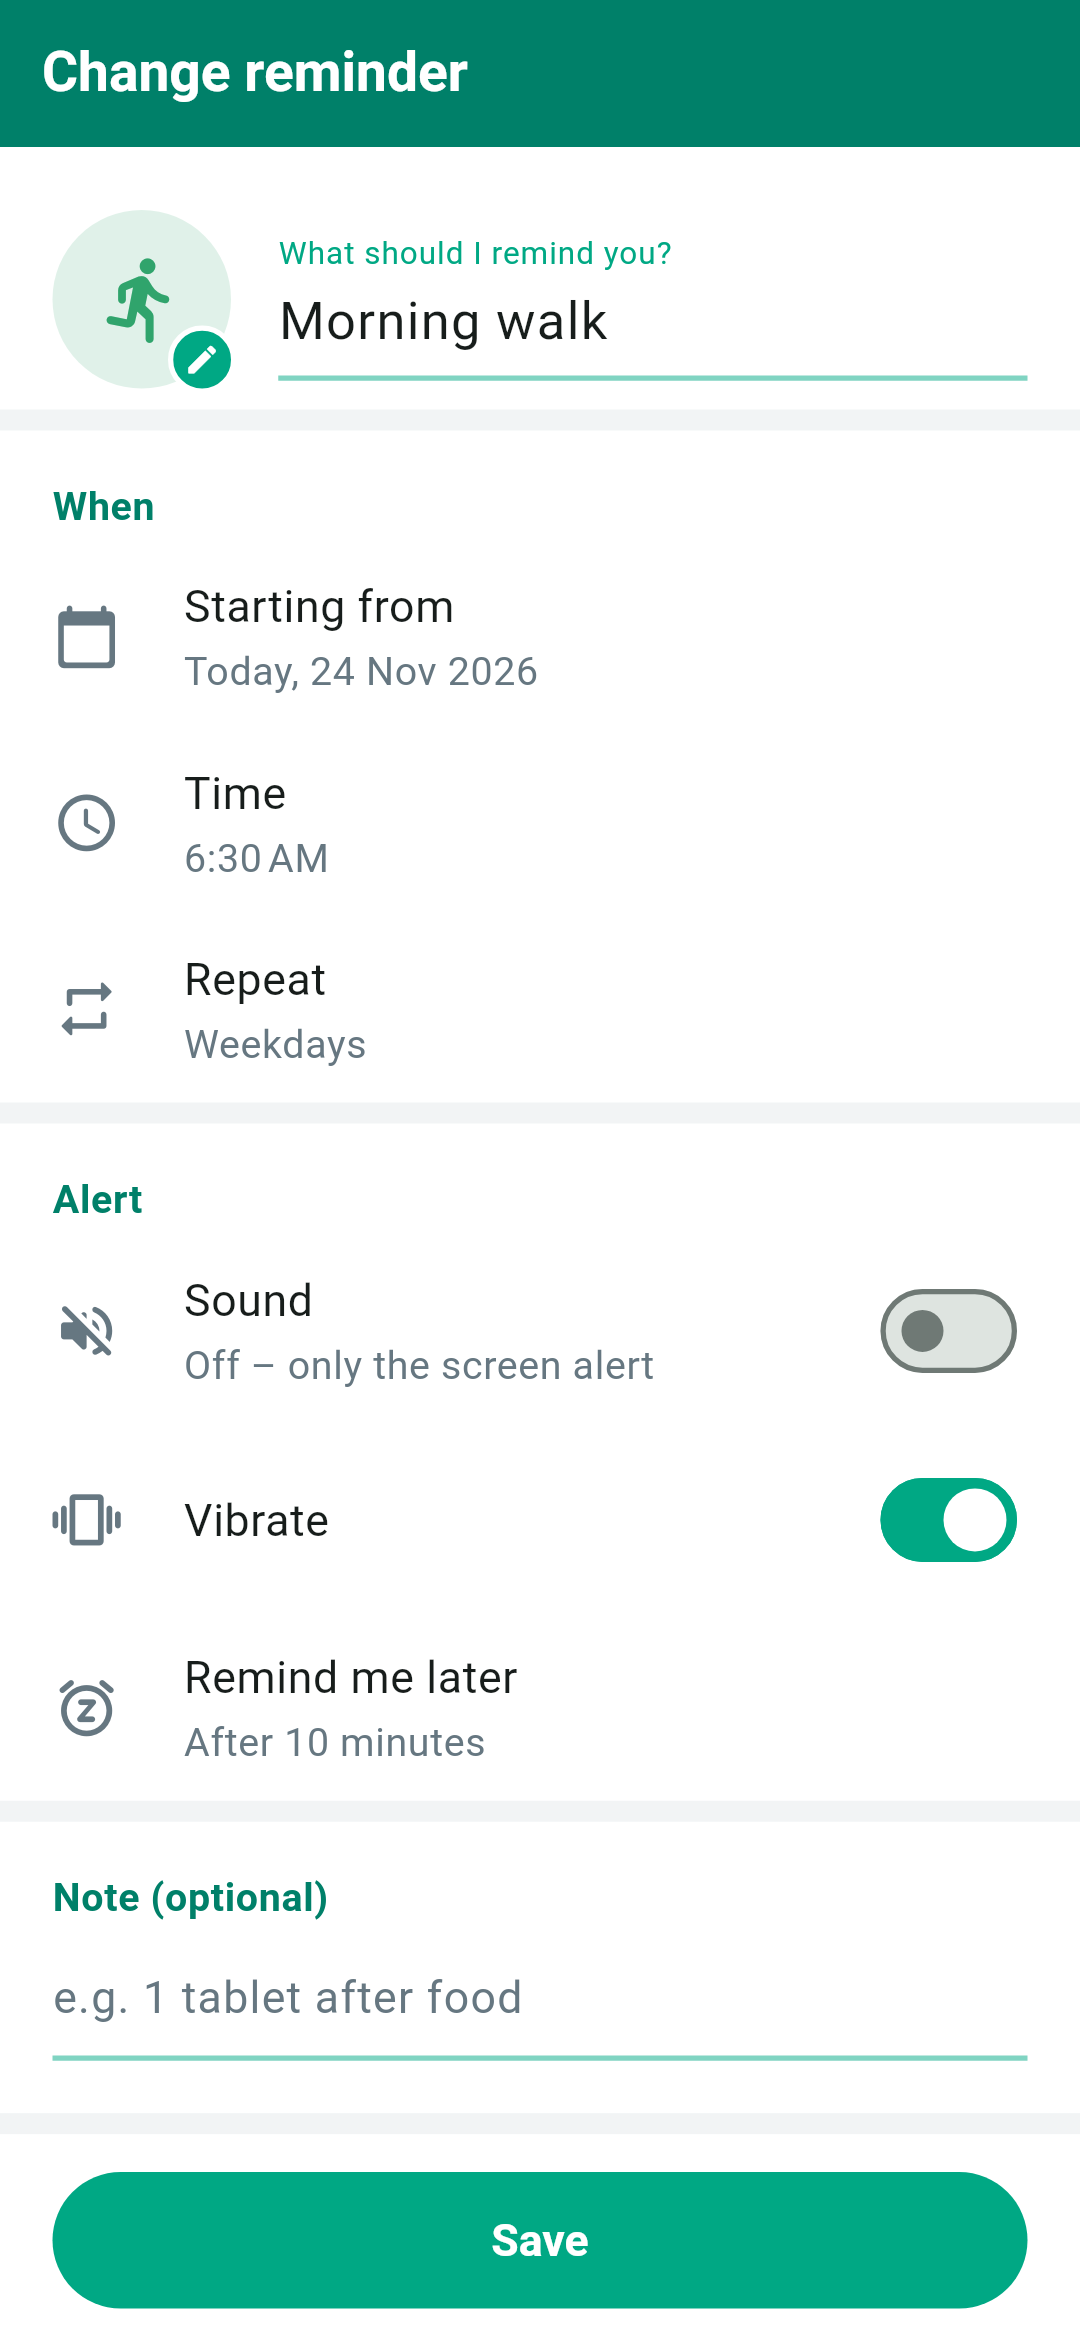 Change reminder
What should I remind you?
Morning walk
When
Starting from
Today, 24 Nov 2026
Time
6:30 AM
Repeat
Weekdays
Alert
Sound
Off – only the screen alert
Vibrate
Remind me later
After 10 minutes
Note (optional)
e.g. 1 tablet after food
Save